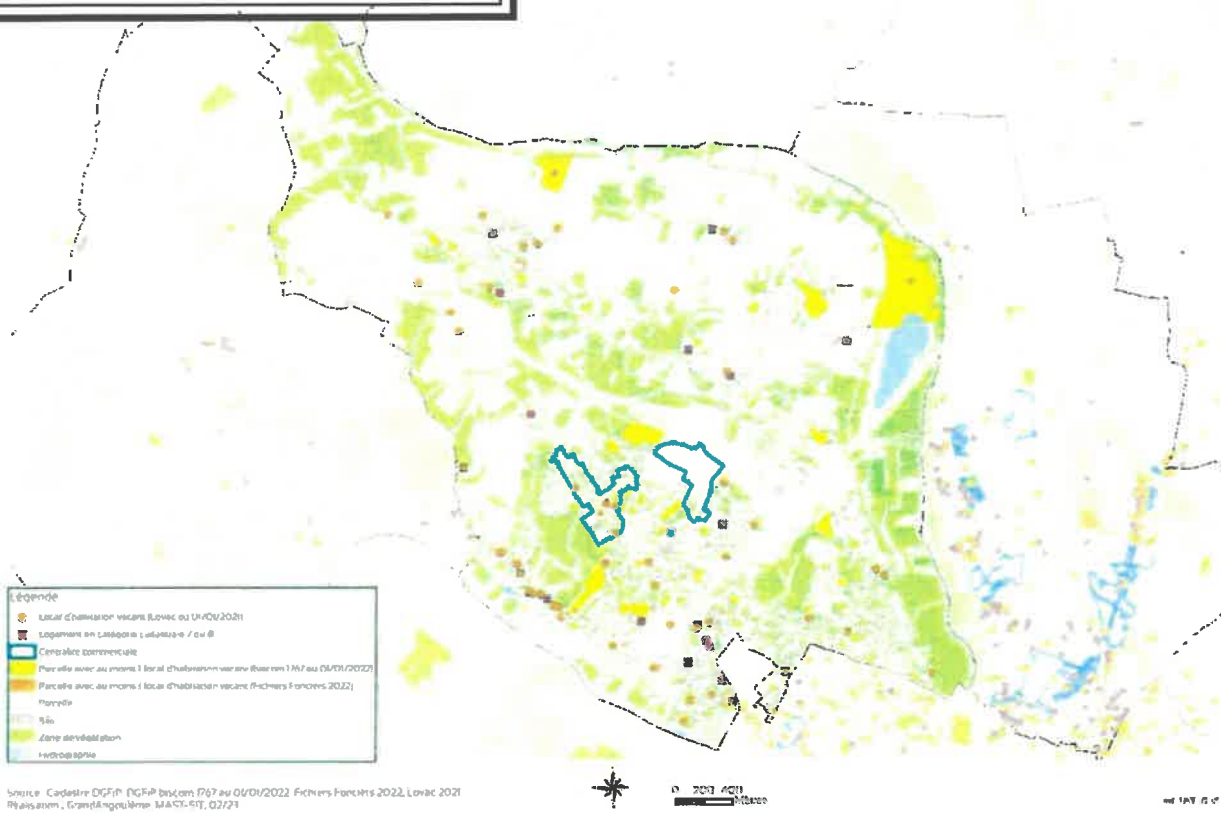 Légende
Local d'habitation vacant (Lovac au 01/01/2021)
Logement en catégorie cadastrale 7 ou 8
Centralité commerciale
Parcelle avec au moins 1 local d'habitation vacant (biscom 1767 au 01/01/2022)
Parcelle avec au moins 1 local d'habitation vacant (Fichiers Fonciers 2022)
Parcelle
Bâti
Zone de végétation
Hydrographie
Source : Cadastre DGFiP, DGFiP biscom 1767 au 01/01/2022, Fichiers Fonciers 2022, Lovac 2021
Réalisation : GrandAngoulême, MAST-SIT, 02/23
0 200 400
Mètres